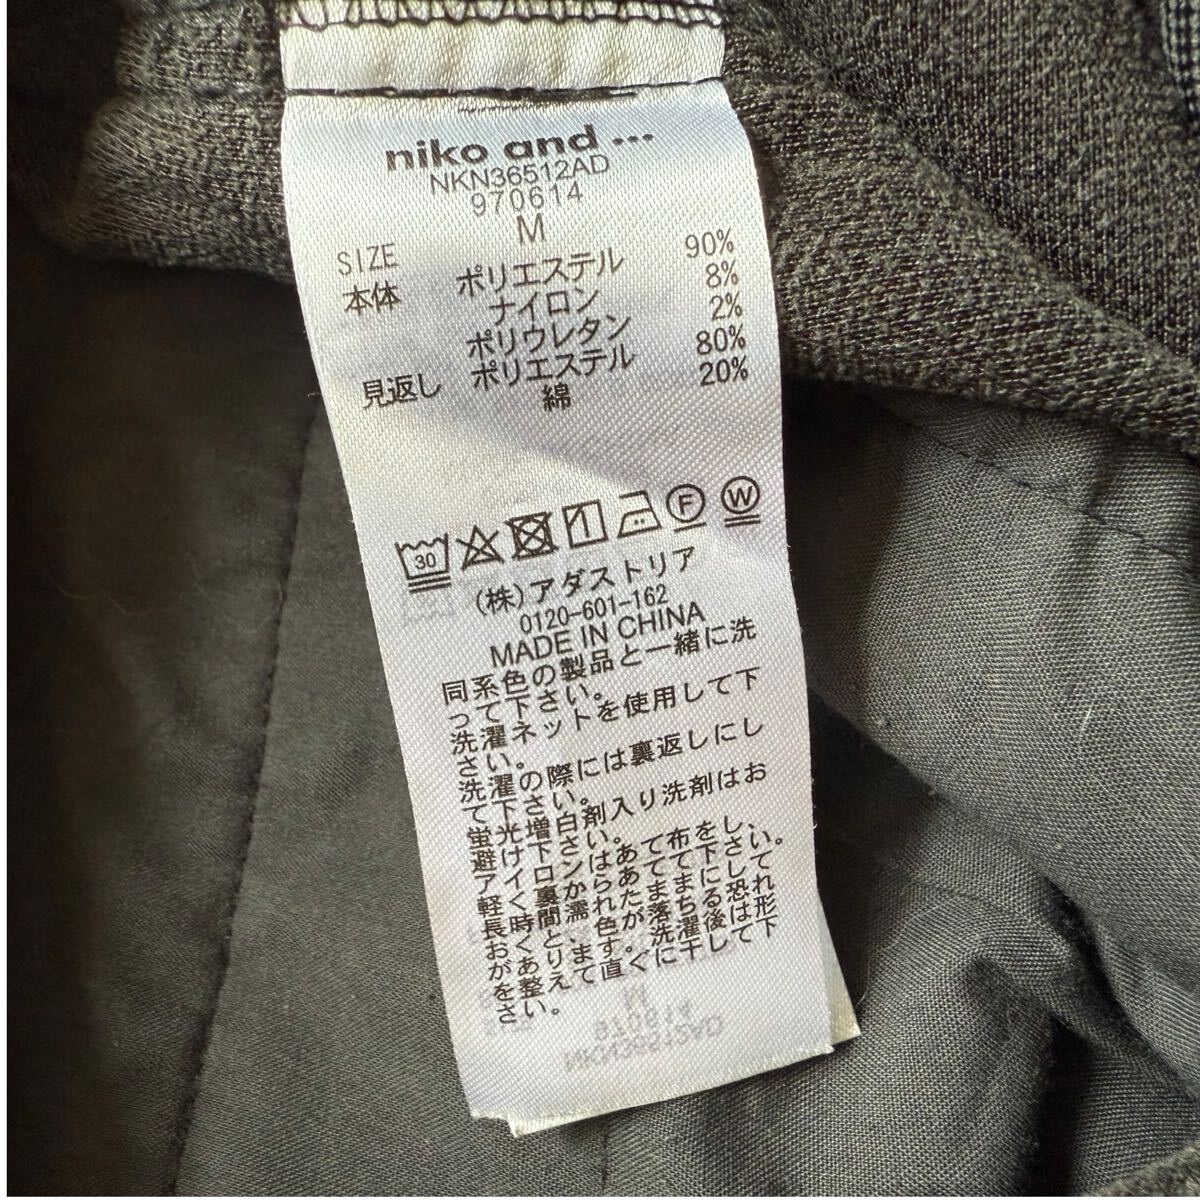 niko and ...
NKN36512AD
970614
SIZE M
本体 ポリエステル 90%
ナイロン 8%
ポリウレタン 2%
見返し ポリエステル 80%
綿 20%
30 F W
(株)アダストリア
0120-601-162
MADE IN CHINA
同系色の製品と一緒に洗
って下さい。
洗濯ネットを使用して下
さい。
洗濯の際には裏返しにし
て下さい。
蛍光増白剤入り洗剤はお
避け下さい。
アイロンはあて布をし、
軽く裏からあてて下さい。
長時間濡れたままにして
おくと、色が落ちる恐れ
があります。洗濯後は形
を整えて直ぐに干して下
さい。